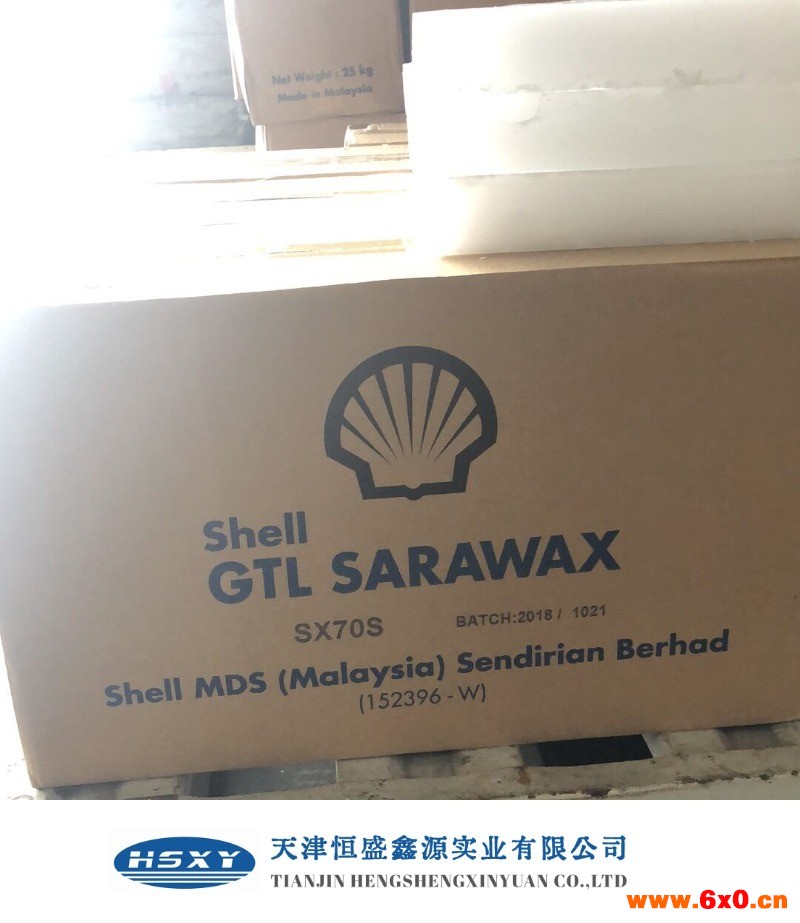 Net Weight : 25 kg
Made in Malaysia
Shell
GTL SARAWAX
SX70S
BATCH:2018 / 1021
Shell MDS (Malaysia) Sendirian Berhad
(152396 - W)
HSXY
天津恒盛鑫源实业有限公司
TIANJIN HENGSHENGXINYUAN CO.,LTD
www.6x0.cn